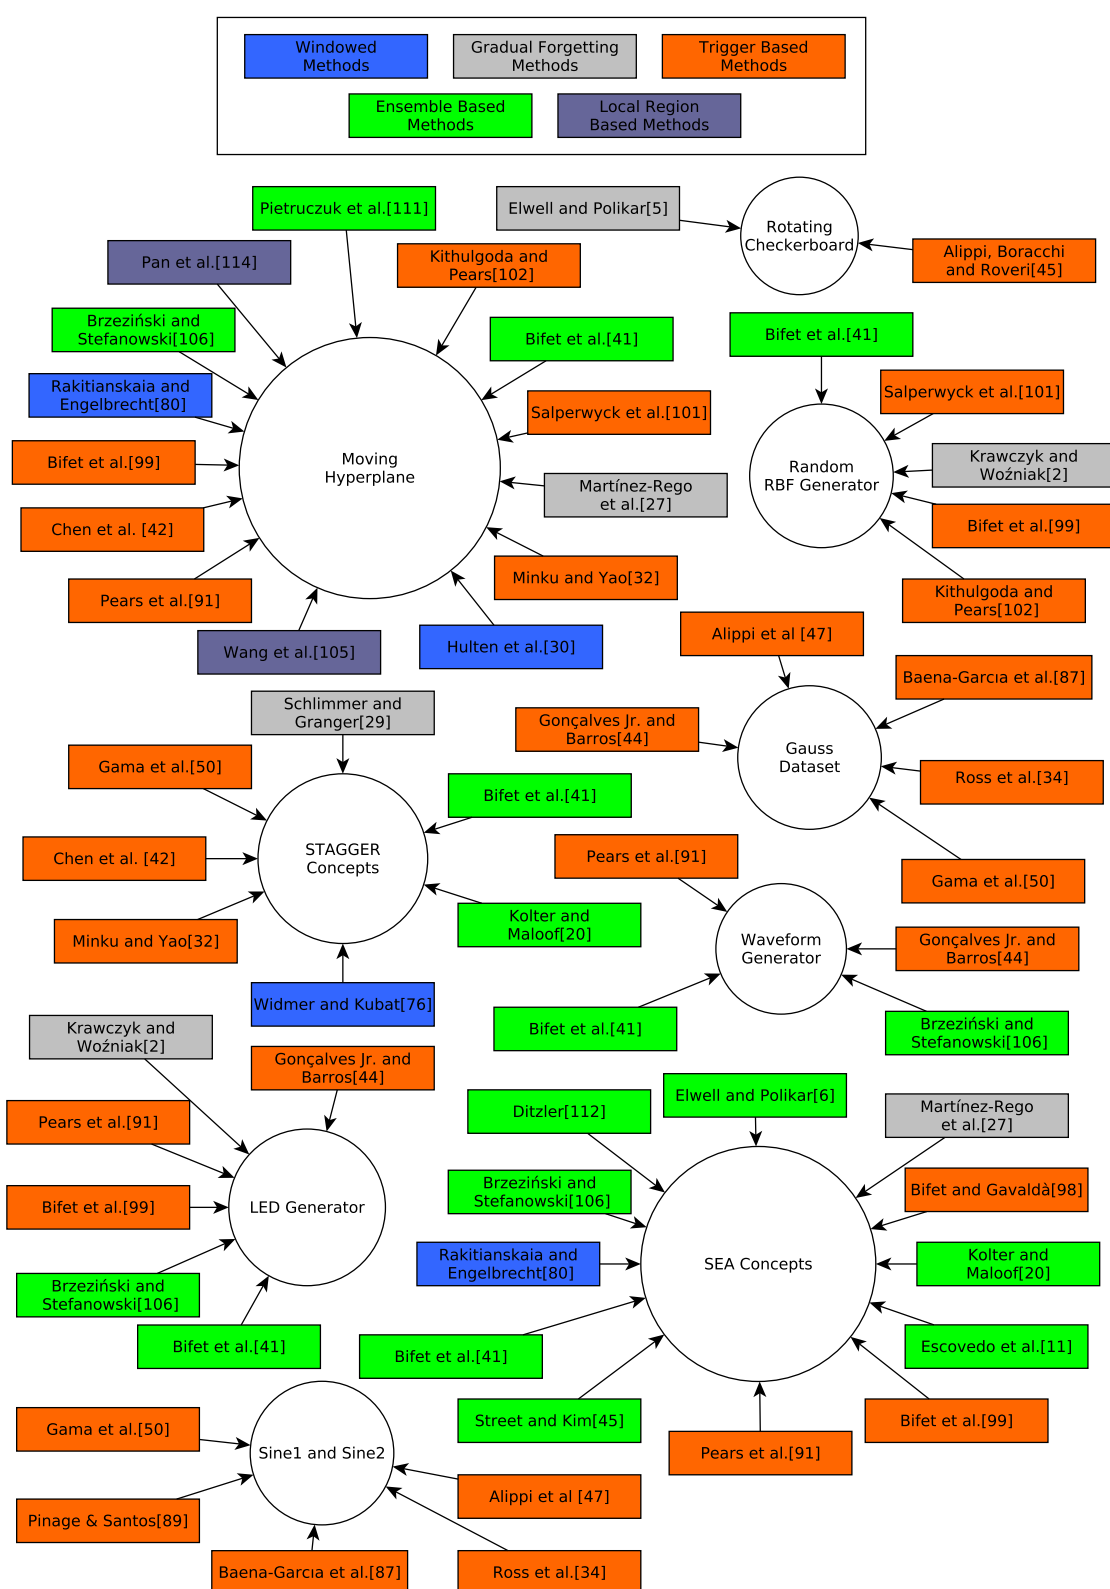 Windowed
Methods
Gradual Forgetting
Methods
Trigger Based
Methods
Ensemble Based
Methods
Local Region
Based Methods
Pietruczuk et al.[111]
Elwell and Polikar[5]
Rotating
Checkerboard
Pan et al.[114]
Kithulgoda and
Pears[102]
Alippi, Boracchi
and Roveri[45]
Brzeziński and
Stefanowski[106]
Bifet et al.[41]
Bifet et al.[41]
Rakitianskaia and
Engelbrecht[80]
Salperwyck et al.[101]
Salperwyck et al.[101]
Bifet et al.[99]
Moving
Hyperplane
Random
RBF Generator
Krawczyk and
Woźniak[2]
Martínez-Rego
et al.[27]
Chen et al. [42]
Bifet et al.[99]
Pears et al.[91]
Minku and Yao[32]
Kithulgoda and
Pears[102]
Wang et al.[105]
Hulten et al.[30]
Alippi et al [47]
Baena-Garcıa et al.[87]
Schlimmer and
Granger[29]
Gonçalves Jr. and
Barros[44]
Gauss
Dataset
Gama et al.[50]
Ross et al.[34]
Bifet et al.[41]
STAGGER
Concepts
Chen et al. [42]
Pears et al.[91]
Gama et al.[50]
Minku and Yao[32]
Kolter and
Maloof[20]
Waveform
Generator
Gonçalves Jr. and
Barros[44]
Widmer and Kubat[76]
Bifet et al.[41]
Brzeziński and
Stefanowski[106]
Krawczyk and
Woźniak[2]
Gonçalves Jr. and
Barros[44]
Elwell and Polikar[6]
Ditzler[112]
Martínez-Rego
et al.[27]
Pears et al.[91]
Brzeziński and
Stefanowski[106]
Bifet and Gavaldà[98]
Bifet et al.[99]
LED Generator
Rakitianskaia and
Engelbrecht[80]
SEA Concepts
Kolter and
Maloof[20]
Brzeziński and
Stefanowski[106]
Bifet et al.[41]
Bifet et al.[41]
Escovedo et al.[11]
Street and Kim[45]
Bifet et al.[99]
Gama et al.[50]
Sine1 and Sine2
Pears et al.[91]
Alippi et al [47]
Pinage & Santos[89]
Baena-Garcıa et al.[87]
Ross et al.[34]